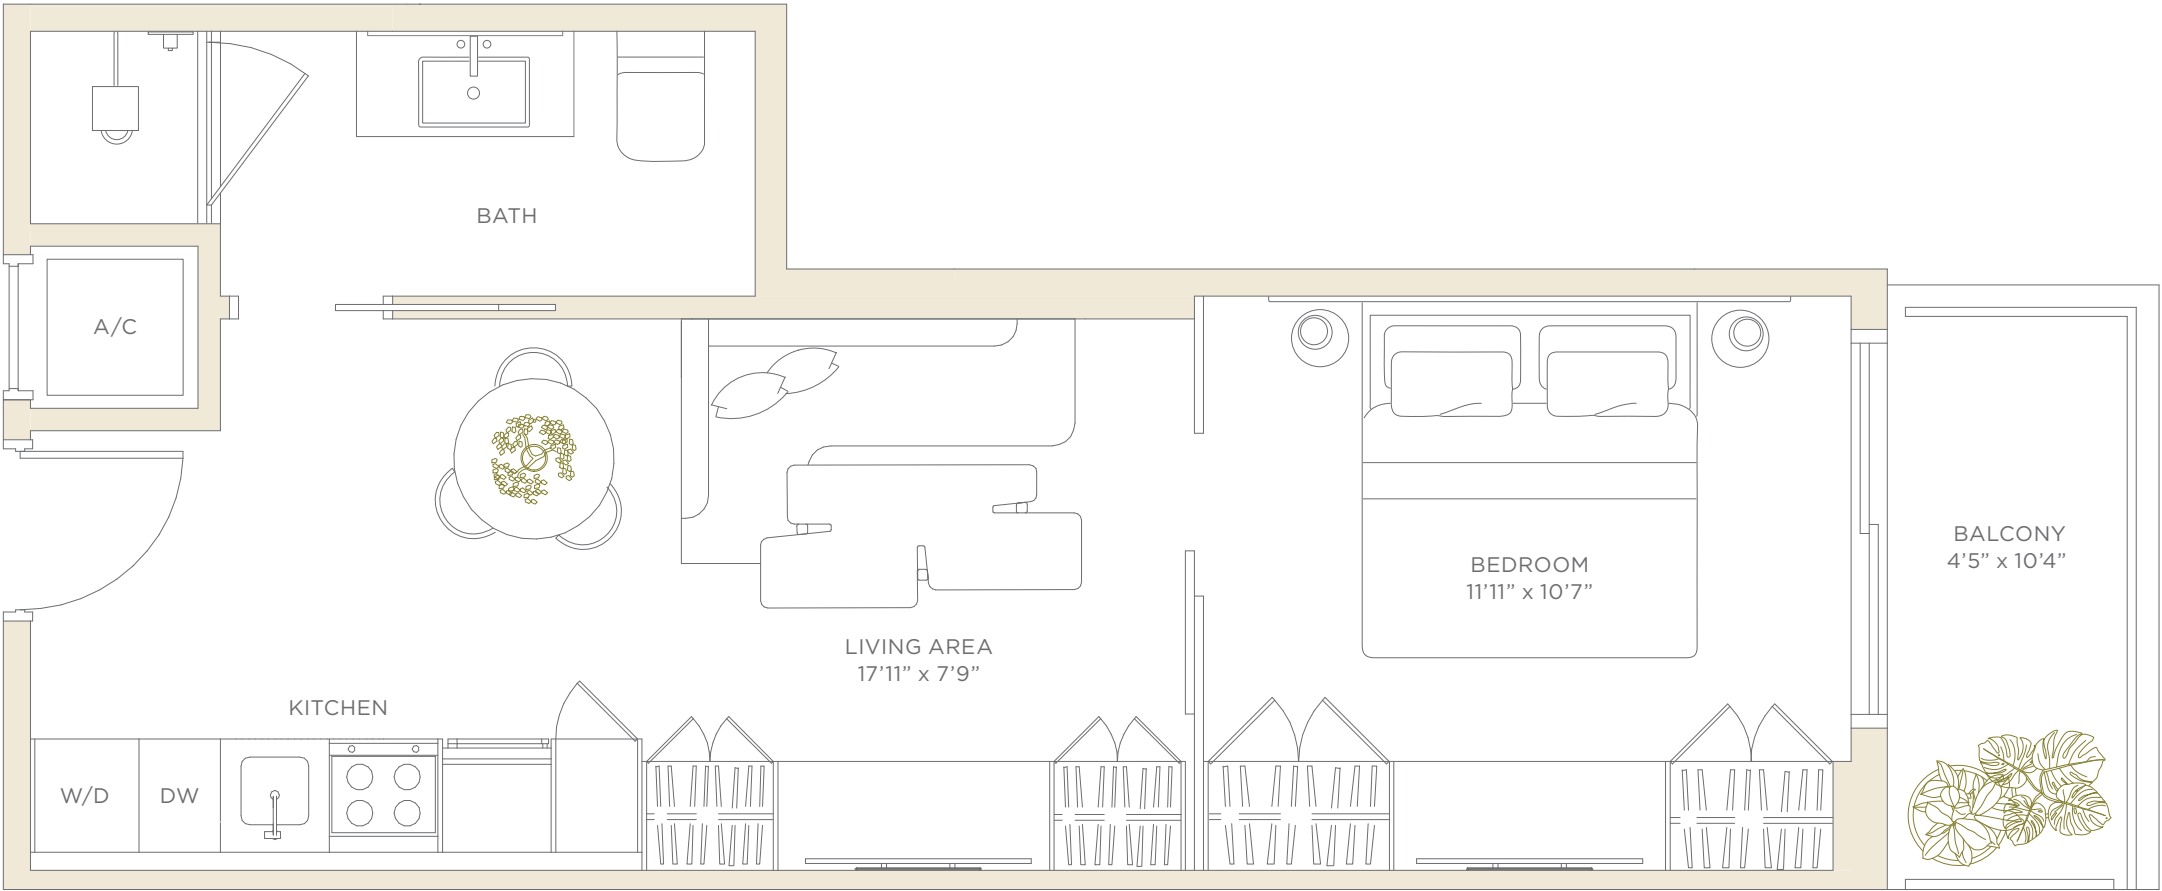 BATH
A/C
BALCONY
4’5” x 10’4”
BEDROOM
11’11” x 10’7”
LIVING AREA
17’11” x 7’9”
KITCHEN
W/D
DW